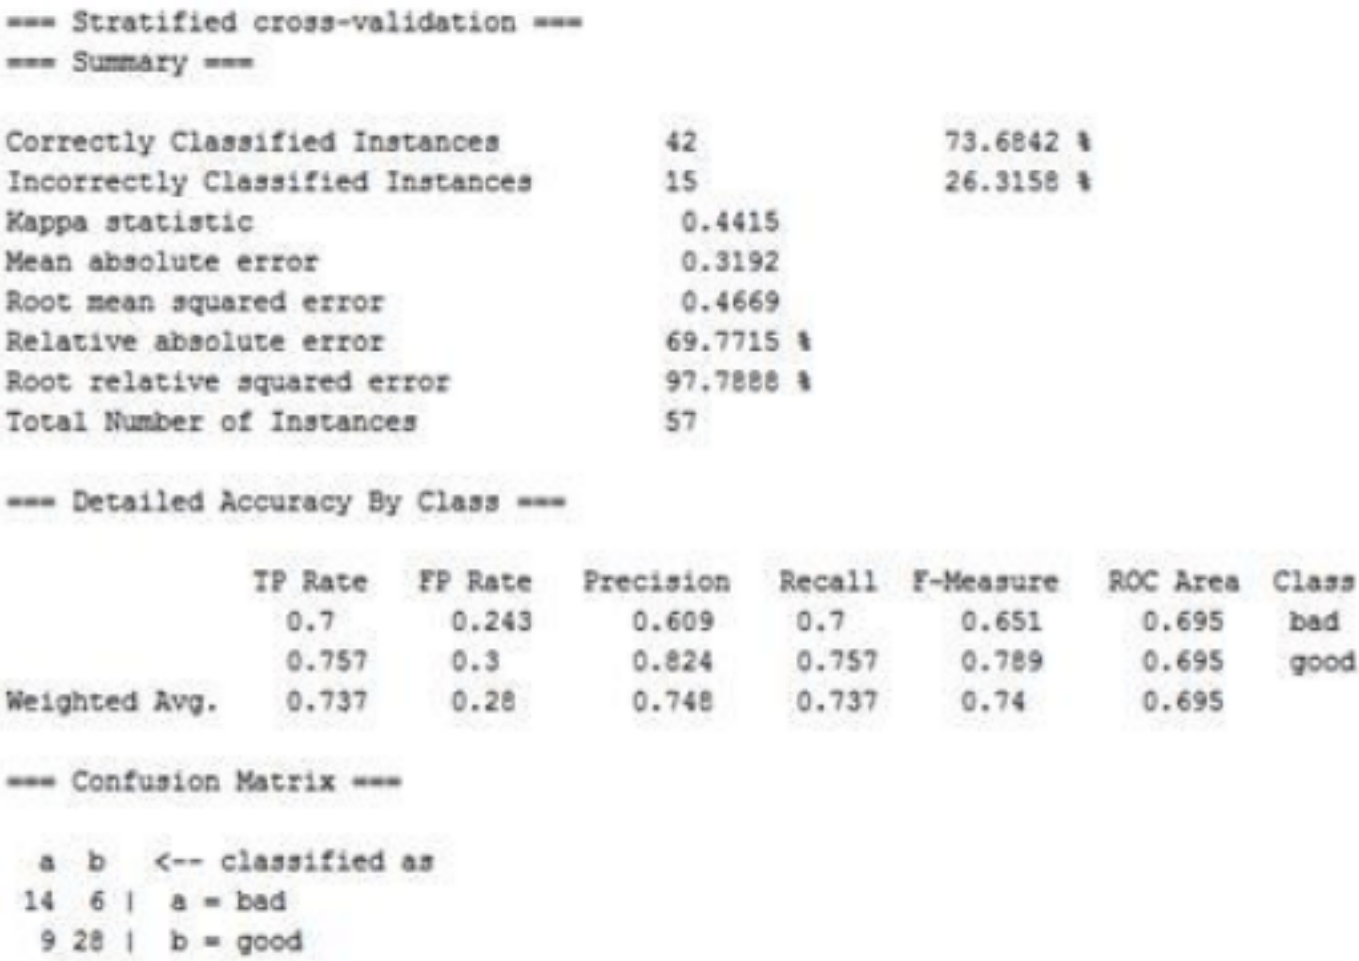 === Stratified cross-validation ===
=== Summary ===
Correctly Classified Instances 42 73.6842 %
Incorrectly Classified Instances 15 26.3158 %
Kappa statistic 0.4415
Mean absolute error 0.3192
Root mean squared error 0.4669
Relative absolute error 69.7715 %
Root relative squared error 97.7888 %
Total Number of Instances 57
=== Detailed Accuracy By Class ===
TP Rate FP Rate Precision Recall F-Measure ROC Area Class
0.7 0.243 0.609 0.7 0.651 0.695 bad
0.757 0.3 0.824 0.757 0.789 0.695 good
Weighted Avg. 0.737 0.28 0.748 0.737 0.74 0.695
=== Confusion Matrix ===
a b <-- classified as
14 6 | a = bad
9 28 | b = good